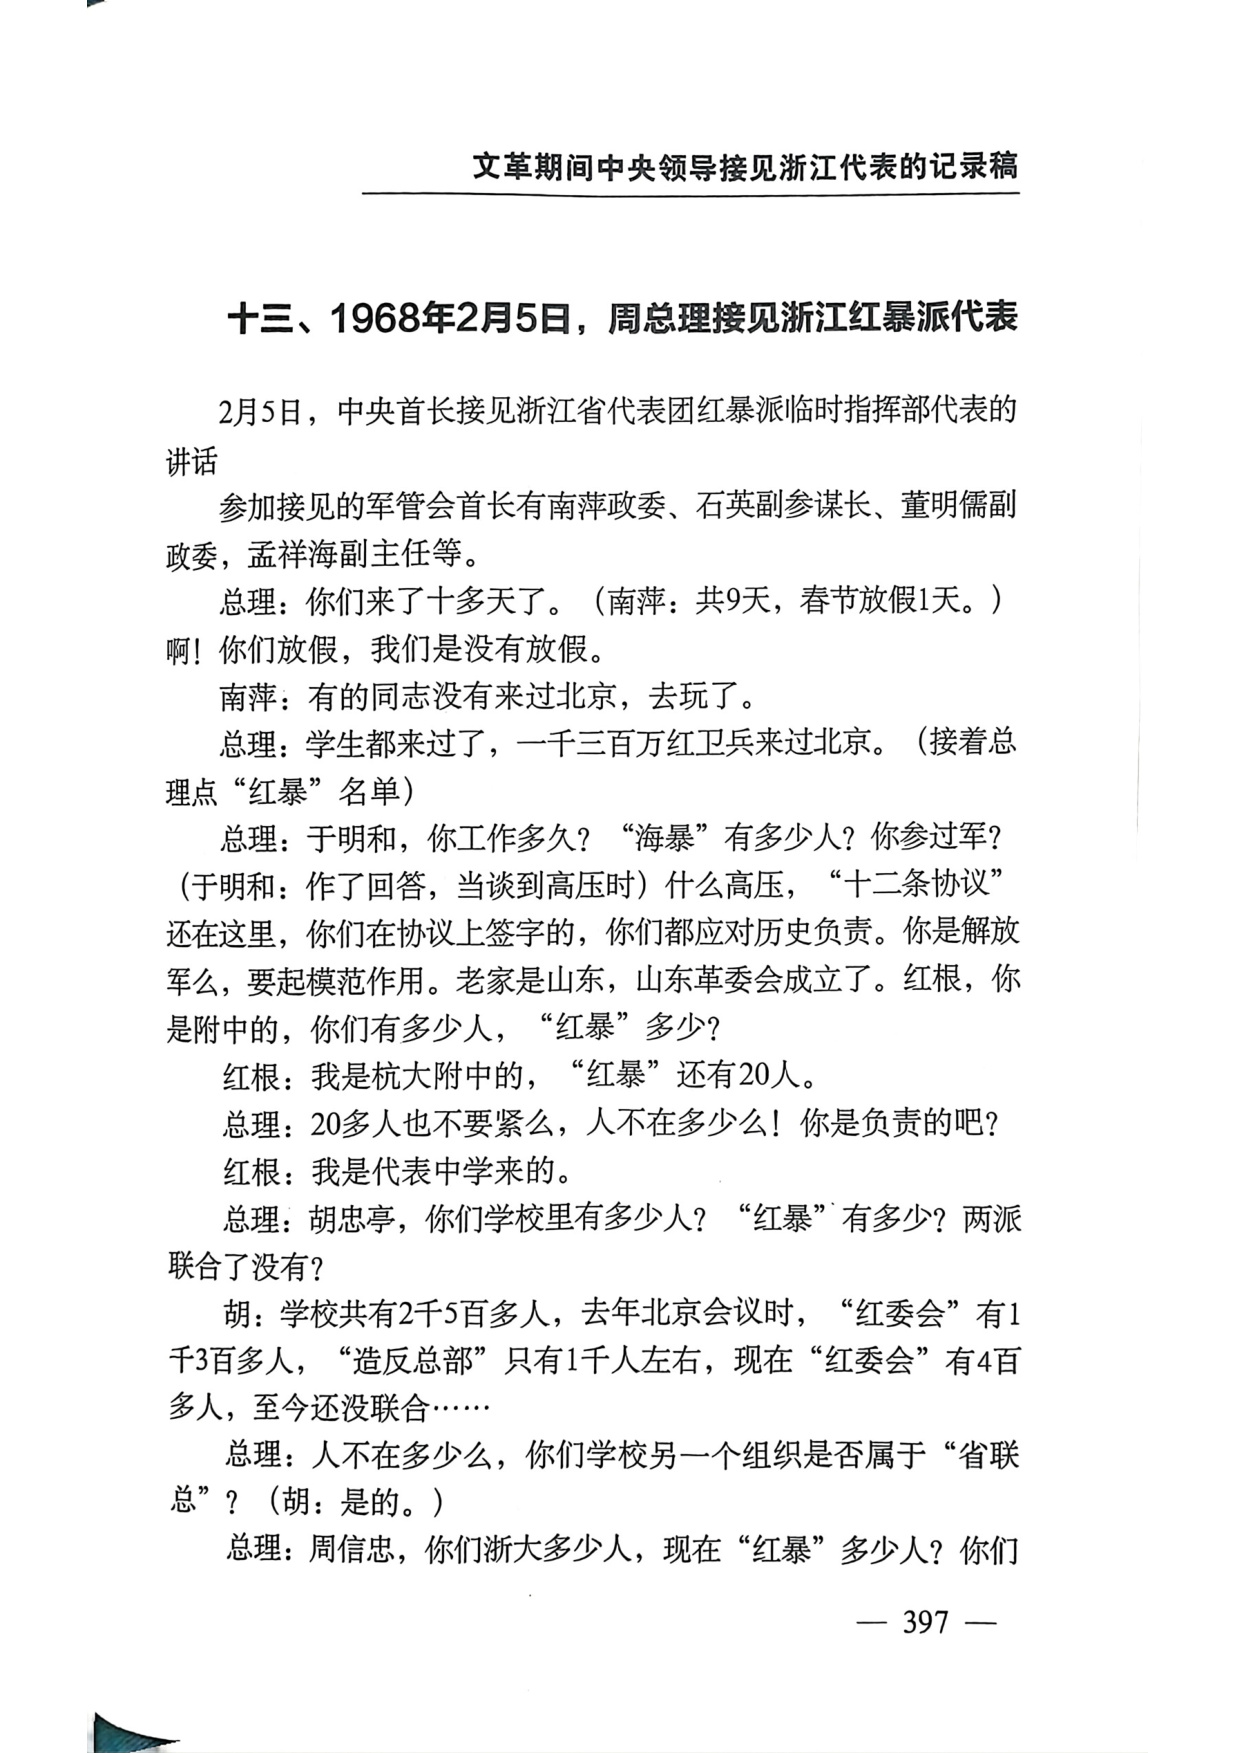 文革期间中央领导接见浙江代表的记录稿
十三、1968年2月5日，周总理接见浙江红暴派代表
2月5日，中央首长接见浙江省代表团红暴派临时指挥部代表的
讲话
参加接见的军管会首长有南萍政委、石英副参谋长、董明儒副
政委，孟祥海副主任等。
总理：你们来了十多天了。（南萍：共9天，春节放假1天。）
啊！你们放假，我们是没有放假。
南萍：有的同志没有来过北京，去玩了。
总理：学生都来过了，一千三百万红卫兵来过北京。（接着总
理点“红暴”名单）
总理：于明和，你工作多久？“海暴”有多少人？你参过军？
（于明和：作了回答，当谈到高压时）什么高压，“十二条协议”
还在这里，你们在协议上签字的，你们都应对历史负责。你是解放
军么，要起模范作用。老家是山东，山东革委会成立了。红根，你
是附中的，你们有多少人，“红暴”多少？
红根：我是杭大附中的，“红暴”还有20人。
总理：20多人也不要紧么，人不在多少么！你是负责的吧？
红根：我是代表中学来的。
总理：胡忠亭，你们学校里有多少人？“红暴”有多少？两派
联合了没有？
胡：学校共有2千5百多人，去年北京会议时，“红委会”有1
千3百多人，“造反总部”只有1千人左右，现在“红委会”有4百
多人，至今还没联合……
总理：人不在多少么，你们学校另一个组织是否属于“省联
总”？（胡：是的。）
总理：周信忠，你们浙大多少人，现在“红暴”多少人？你们
— 397 —